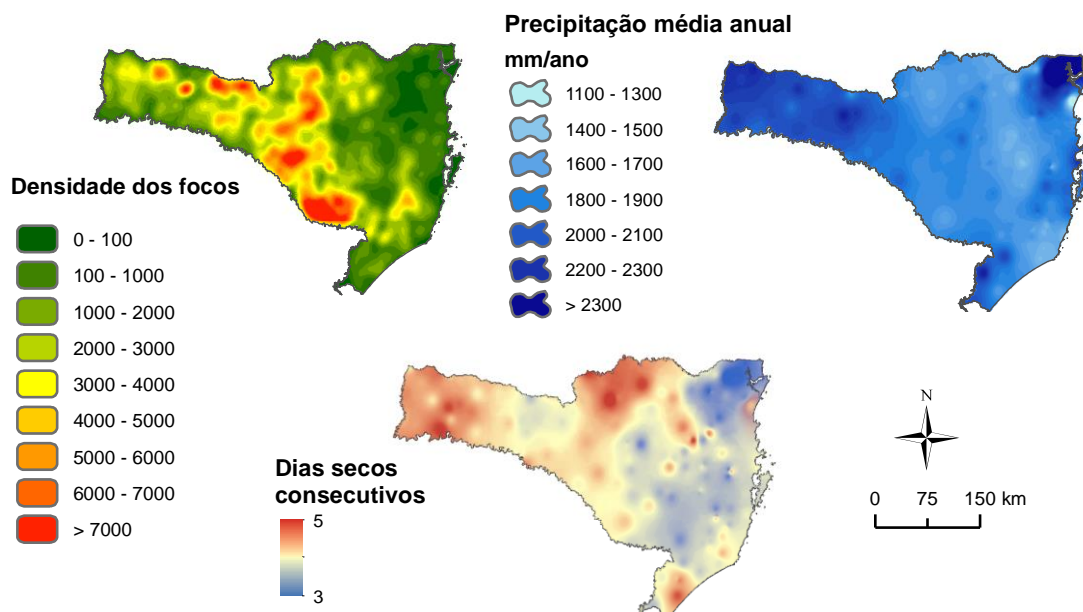 Densidade dos focos
0 - 100
100 - 1000
1000 - 2000
2000 - 3000
3000 - 4000
4000 - 5000
5000 - 6000
6000 - 7000
> 7000
Precipitação média anual
mm/ano
1100 - 1300
1400 - 1500
1600 - 1700
1800 - 1900
2000 - 2100
2200 - 2300
> 2300
Dias secos
consecutivos
5
3
N
0 75 150 km